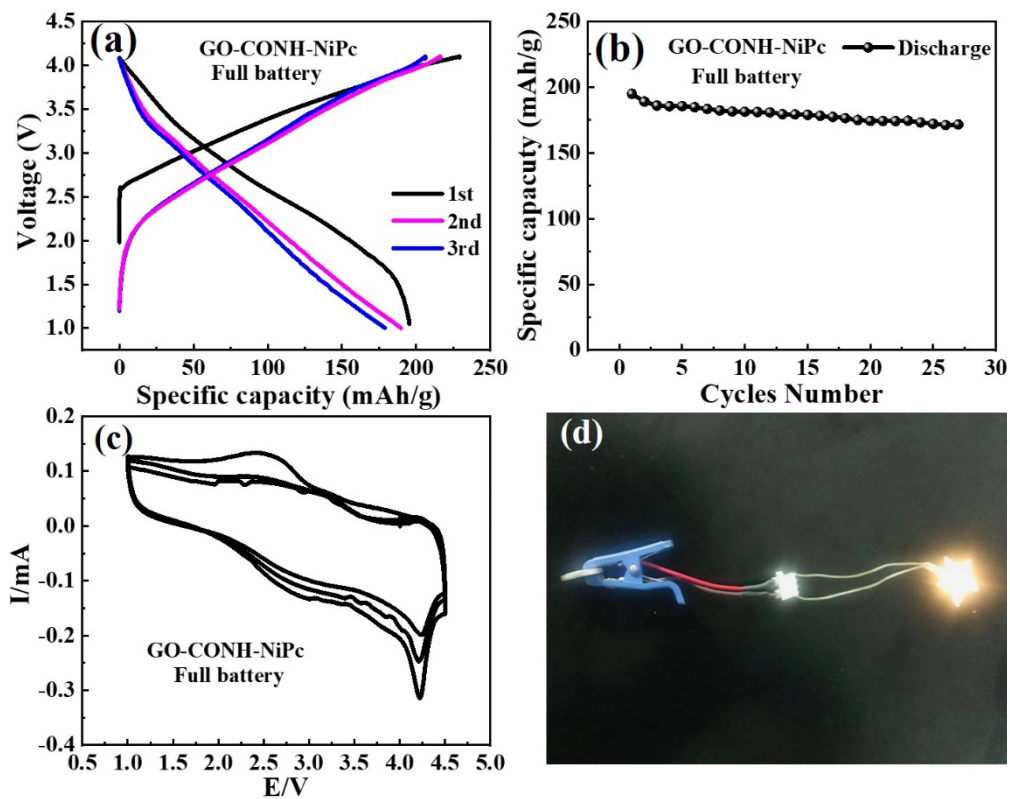 (a)
GO-CONH-NiPc
Full battery
1st
2nd
3rd
4.5
4.0
3.5
3.0
2.5
2.0
1.5
1.0
Voltage (V)
0 50 100 150 200 250
Specific capacity (mAh/g)
(b)
GO-CONH-NiPc
Full battery
Discharge
250
200
150
100
50
0
Specific capacuty (mAh/g)
0 5 10 15 20 25 30
Cycles Number
(c)
0.2
0.1
0.0
-0.1
-0.2
-0.3
-0.4
I/mA
GO-CONH-NiPc
Full battery
0.5 1.0 1.5 2.0 2.5 3.0 3.5 4.0 4.5 5.0
E/V
(d)